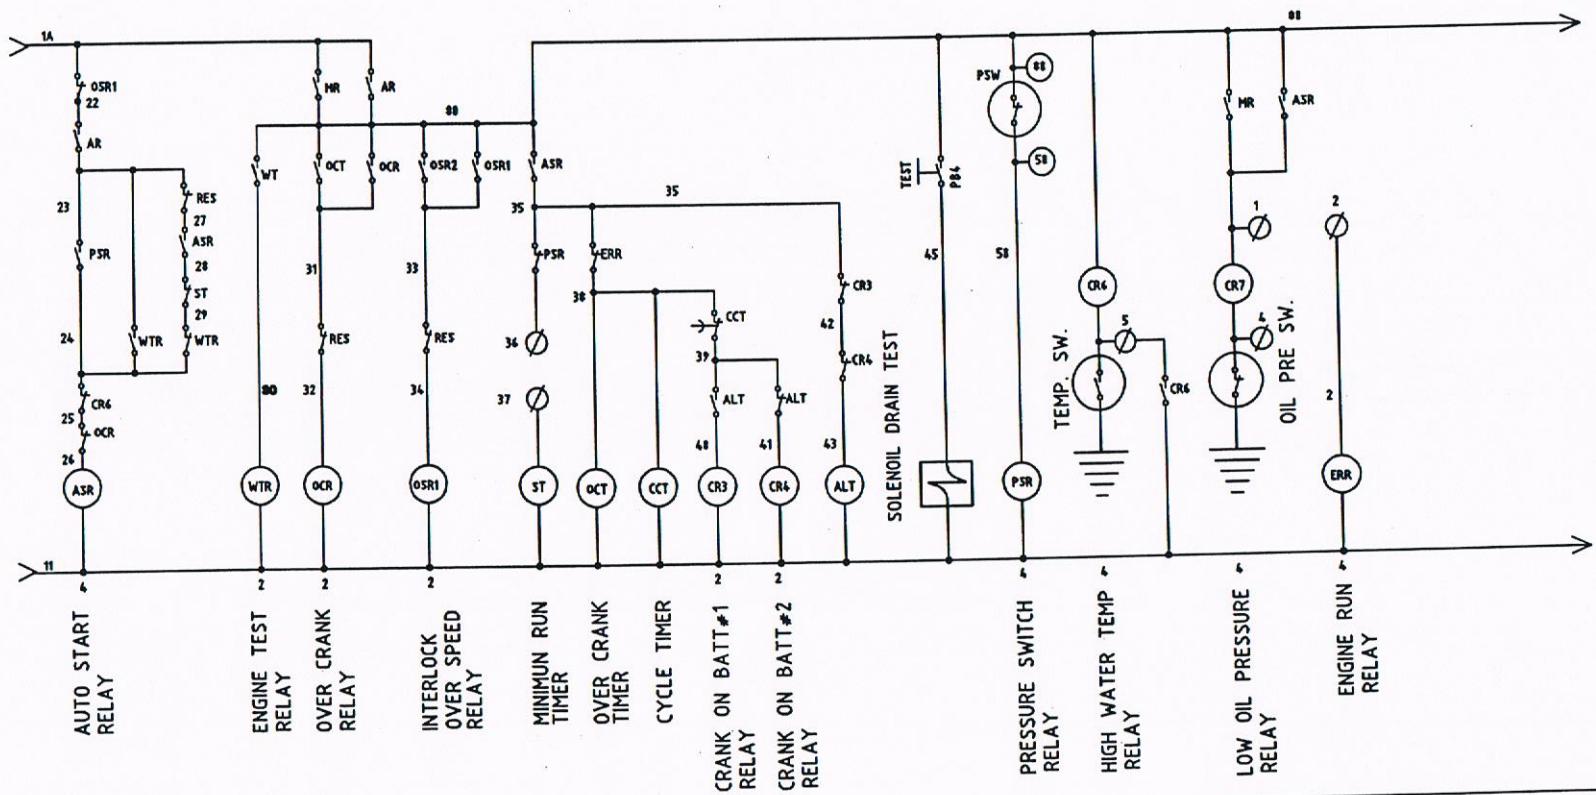 1A
88
OSR1
22
AR
23
PSR
24
WTR
RES
27
ASR
28
ST
29
WTR
CR6
25
OCR
26
ASR
MR
AR
88
WT
OCT
OCR
OSR2
OSR1
ASR
31
33
RES
RES
80
32
34
WTR
OCR
OSR1
35
35
PSR
ERR
36
37
38
CCT
39
ALT
ALT
48
41
CR3
42
CR4
43
ST
OCT
CCT
CR3
CR4
ALT
TEST
PB4
45
SOLENOIL DRAIN TEST
PSW
88
58
58
PSR
CR6
5
TEMP. SW.
CR6
MR
ASR
1
CR7
4
OIL PRE SW.
2
2
ERR
11
4
2
2
2
2
2
4
4
4
4
AUTO START
RELAY
ENGINE TEST
RELAY
OVER CRANK
RELAY
INTERLOCK
OVER SPEED
RELAY
MINIMUN RUN
TIMER
OVER CRANK
TIMER
CYCLE TIMER
CRANK ON BATT#1
RELAY
CRANK ON BATT#2
RELAY
PRESSURE SWITCH
RELAY
HIGH WATER TEMP
RELAY
LOW OIL PRESSURE
RELAY
ENGINE RUN
RELAY